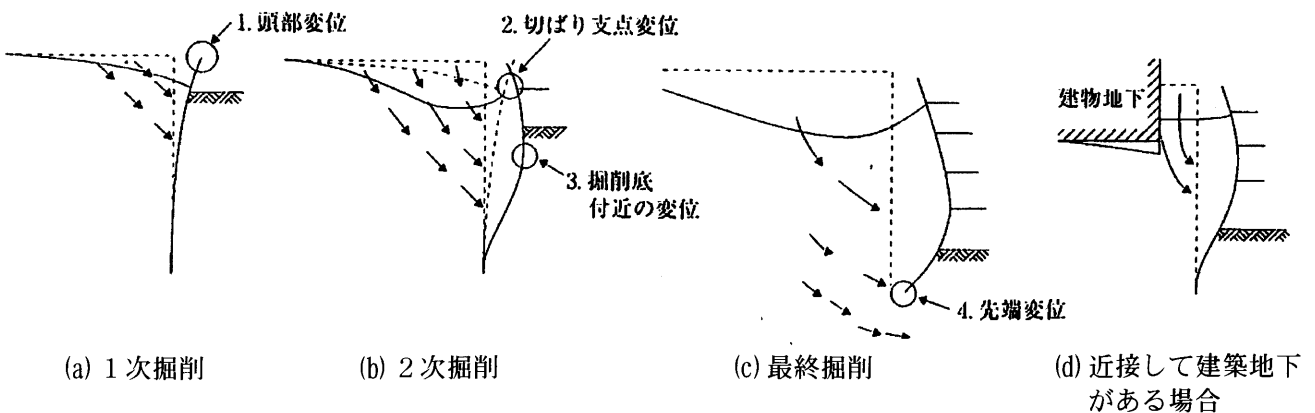 1. 頭部変位
2. 切ばり支点変位
3. 掘削底
付近の変位
4. 先端変位
建物地下
(a) 1次掘削
(b) 2次掘削
(c) 最終掘削
(d) 近接して建築地下
がある場合